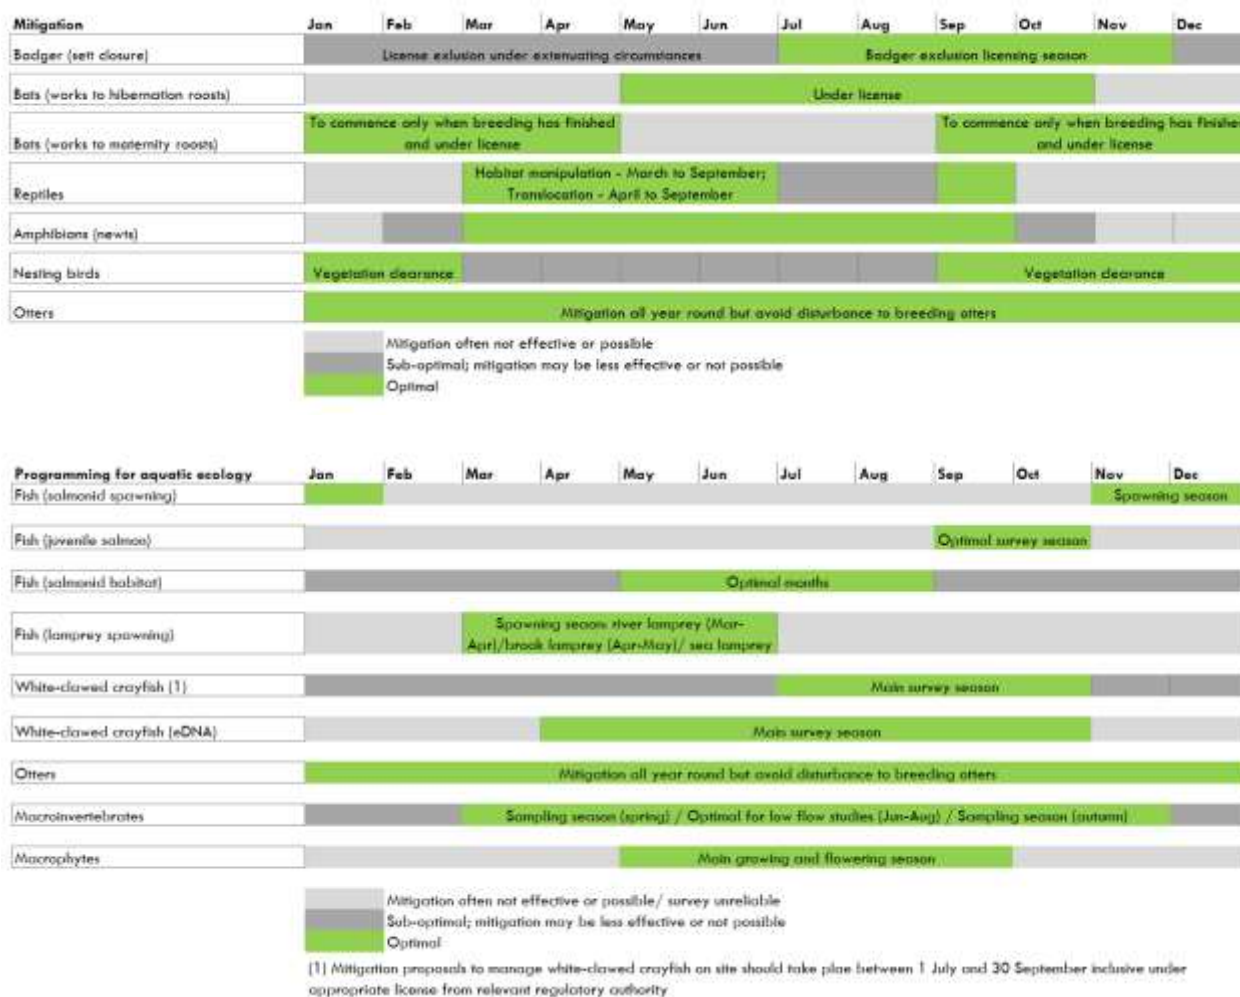 Mitigation Jan Feb Mar Apr May Jun Jul Aug Sep Oct Nov Dec
Badger (sett closure) License exlusion under extenuating circumstances Badger exclusion licensing season
Bats (works to hibernation roosts) Under license
To commence only when breeding has finished To commence only when breeding has finishe
Bats (works to maternity roosts) and under license and under license
Habitat manipulation - March to September;
Reptiles Translocation - April to September
Amphibians (newts)
Nesting birds Vegetation clearance Vegetation clearance
Otters Mitigation all year round but avoid disturbance to breeding otters
Mitigation often not effective or possible
Sub-optimal; mitigation may be less effective or not possible
Optimal
Programming for aquatic ecology Jan Feb Mar Apr May Jun Jul Aug Sep Oct Nov Dec
Fish (salmonid spawning) Spawning season
Fish (juvenile salmon) Optimal survey season
Fish (salmonid habitat) Optimal months
Spawning season river lamprey (Mar-
Fish (lamprey spawning) Apr)/brook lamprey (Apr-May)/ sea lamprey
White-clawed crayfish (1) Main survey season
White-clawed crayfish (eDNA) Main survey season
Otters Mitigation all year round but avoid disturbance to breeding otters
Macroinvertebrates Sampling season (spring) / Optimal for low flow studies (Jun-Aug) / Sampling season (autumn)
Macrophytes Main growing and flowering season
Mitigation often not effective or possible/ survey unreliable
Sub-optimal; mitigation may be less effective or not possible
Optimal
(1) Mitigation proposals to manage white-clawed crayfish on site should take plae between 1 July and 30 September inclusive under
appropriate license from relevant regulatory authority